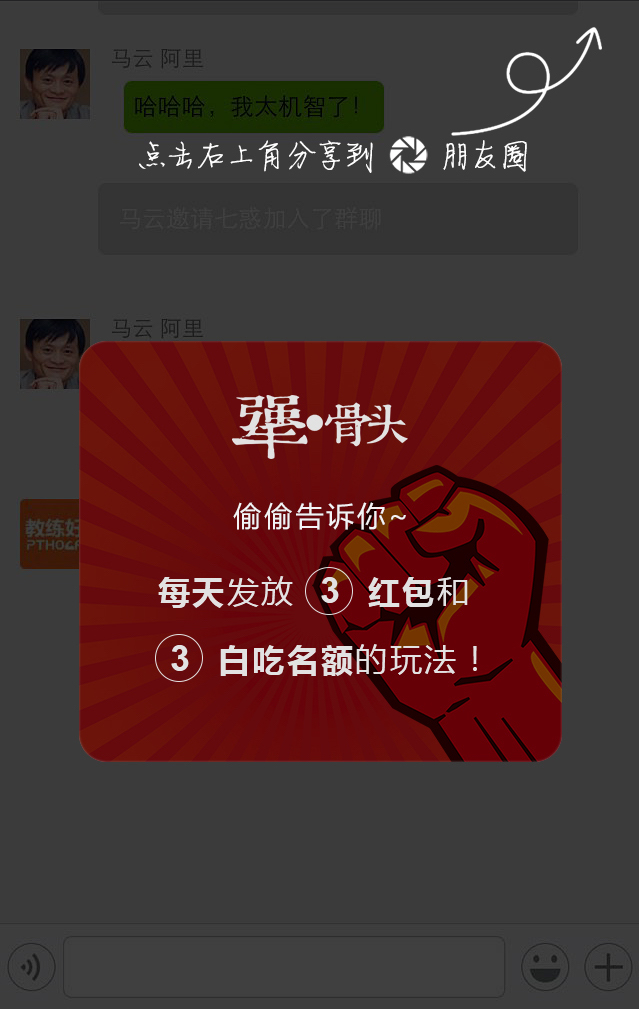 马云 阿里
哈哈哈，我太机智了！
点击右上角分享到 朋友圈
马云邀请七惑加入了群聊
马云 阿里
犟·骨头
教练好
偷偷告诉你~
每天发放 3 红包和
3 白吃名额的玩法！